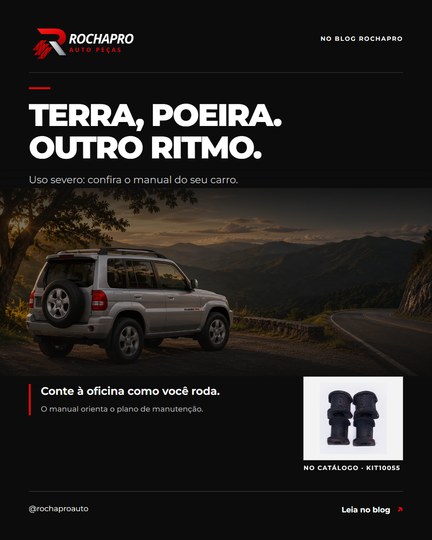 ROCHAPRO
AUTO PEÇAS
NO BLOG ROCHAPRO
TERRA, POEIRA.
OUTRO RITMO.
Uso severo: confira o manual do seu carro.
Conte à oficina como você roda.
O manual orienta o plano de manutenção.
NO CATÁLOGO · KIT10055
@rochaproauto
Leia no blog